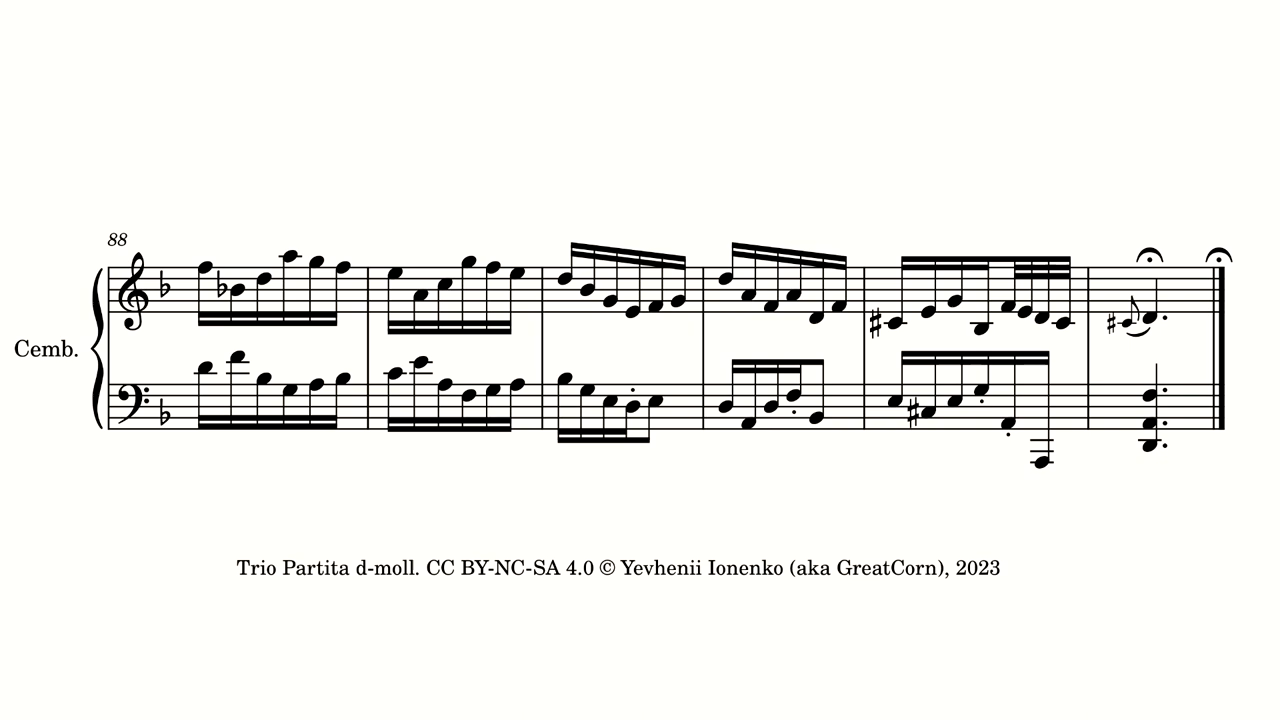 88
Cemb.
Trio Partita d-moll. CC BY-NC-SA 4.0 © Yevhenii Ionenko (aka GreatCorn), 2023